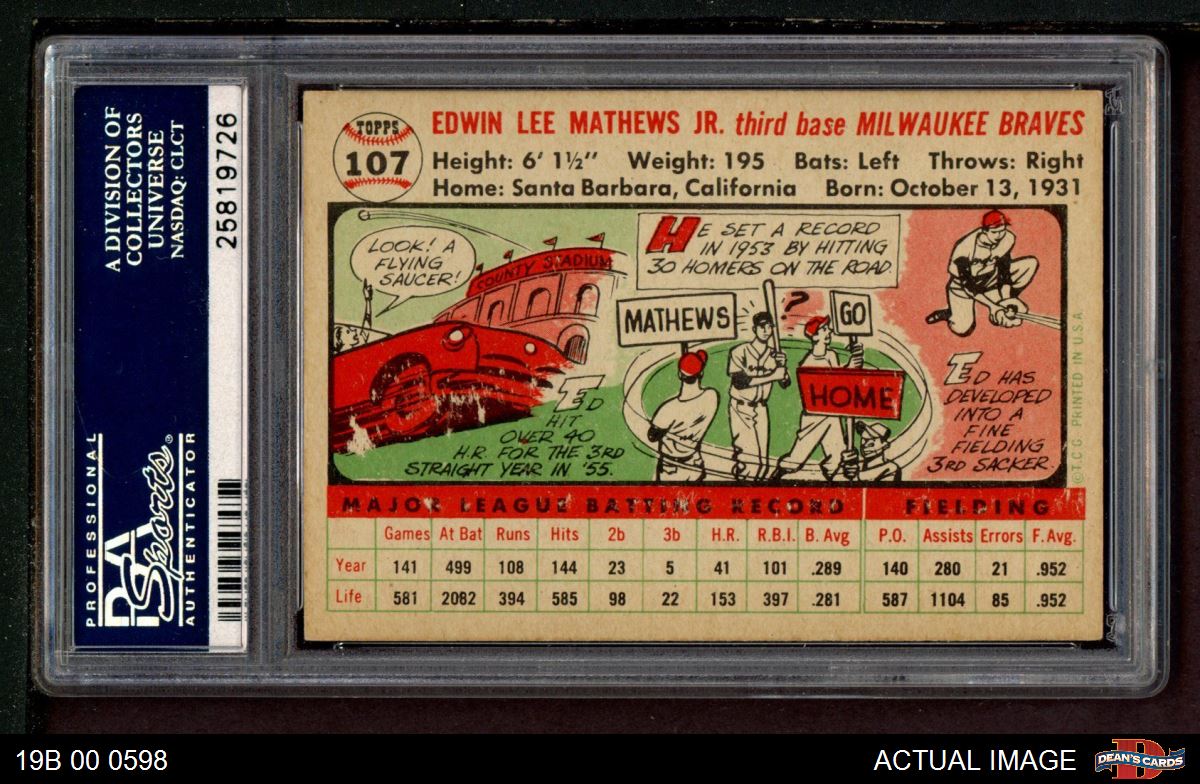 A DIVISION OF
COLLECTORS
UNIVERSE
NASDAQ: CLCT
25819726
PROFESSIONAL
PSA
Sports®
AUTHENTICATOR
TOPPS
107
EDWIN LEE MATHEWS JR. third base MILWAUKEE BRAVES
Height: 6' 1½" Weight: 195 Bats: Left Throws: Right
Home: Santa Barbara, California Born: October 13, 1931
LOOK! A
FLYING
SAUCER!
COUNTY STADIUM
HE SET A RECORD
IN 1953 BY HITTING
30 HOMERS ON THE ROAD.
MATHEWS
?
GO
HOME
ED
HIT
OVER 40
H.R. FOR THE 3RD
STRAIGHT YEAR IN '55.
ED HAS
DEVELOPED
INTO A
FINE
FIELDING
3RD SACKER.
©T.C.G. PRINTED IN U.S.A.
MAJOR LEAGUE BATTING RECORD FIELDING
Games At Bat Runs Hits 2b 3b H.R. R.B.I. B. Avg P.O. Assists Errors F. Avg.
Year 141 499 108 144 23 5 41 101 .289 140 280 21 .952
Life 581 2082 394 585 98 22 153 397 .281 587 1104 85 .952
19B 00 0598
ACTUAL IMAGE
D
DEAN'S CARDS